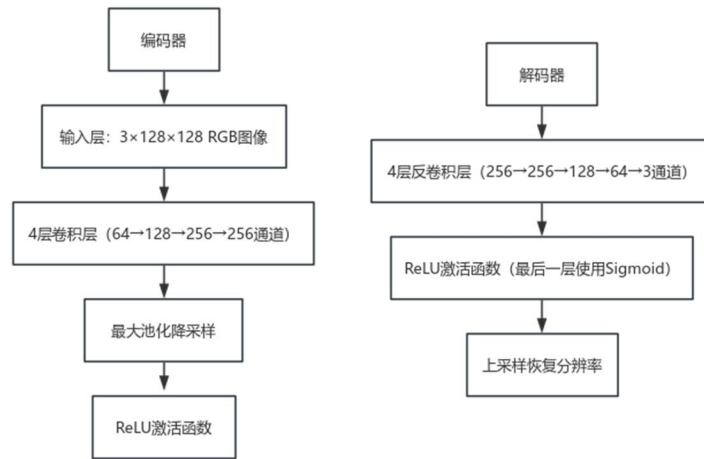 编码器
输入层：3×128×128 RGB图像
4层卷积层（64→128→256→256通道）
最大池化降采样
ReLU激活函数
解码器
4层反卷积层（256→256→128→64→3通道）
ReLU激活函数（最后一层使用Sigmoid）
上采样恢复分辨率